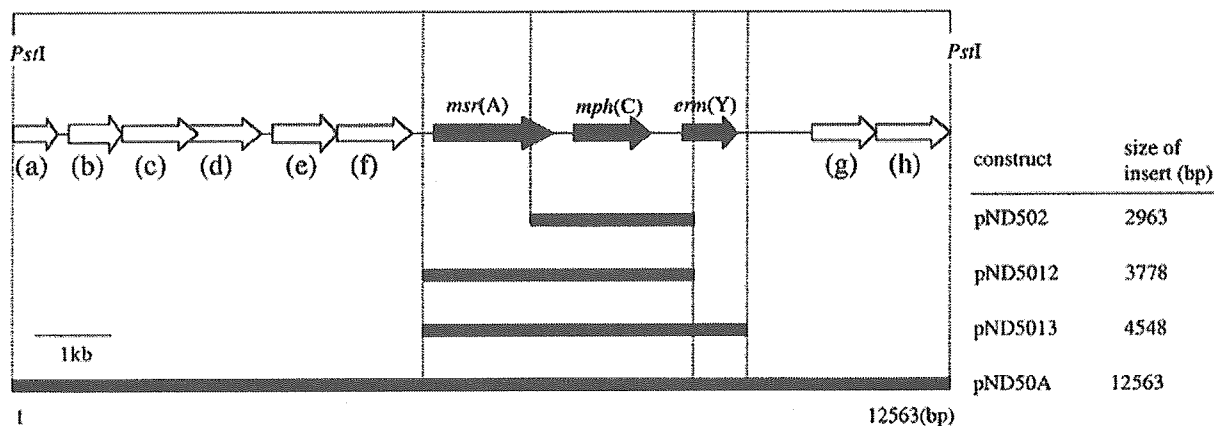 PstI
PstI
msr(A)
mph(C)
erm(Y)
(a)
(b)
(c)
(d)
(e)
(f)
(g)
(h)
construct
size of
insert (bp)
pND502 2963
pND5012 3778
pND5013 4548
pND50A 12563
1kb
1
12563(bp)